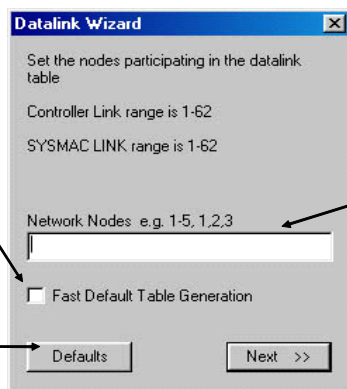 Datalink Wizard
Set the nodes participating in the datalink
table
Controller Link range is 1-62
SYSMAC LINK range is 1-62
Network Nodes e.g. 1-5, 1,2,3
Fast Default Table Generation
Defaults
Next >>